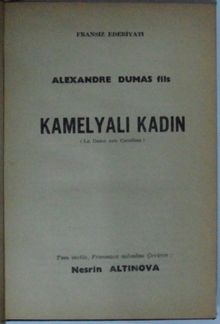 FRANSIZ EDEBİYATI
ALEXANDRE DUMAS fils
KAMELYALI KADIN
( La Dame aux Camélias )
Tam metin, Fransızca aslından Çeviren :
Nesrin ALTINOVA